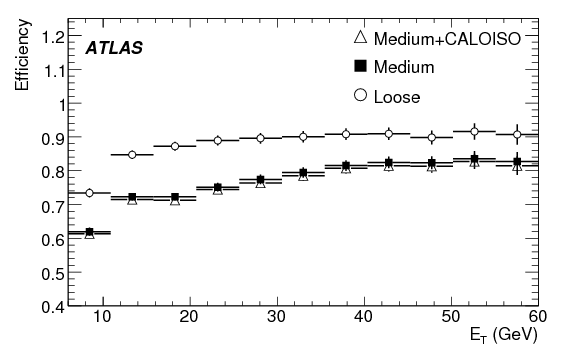 Efficiency
1.2
1.1
1
0.9
0.8
0.7
0.6
0.5
0.4
ATLAS
Medium+CALOISO
Medium
Loose
10 20 30 40 50 60
E_T (GeV)